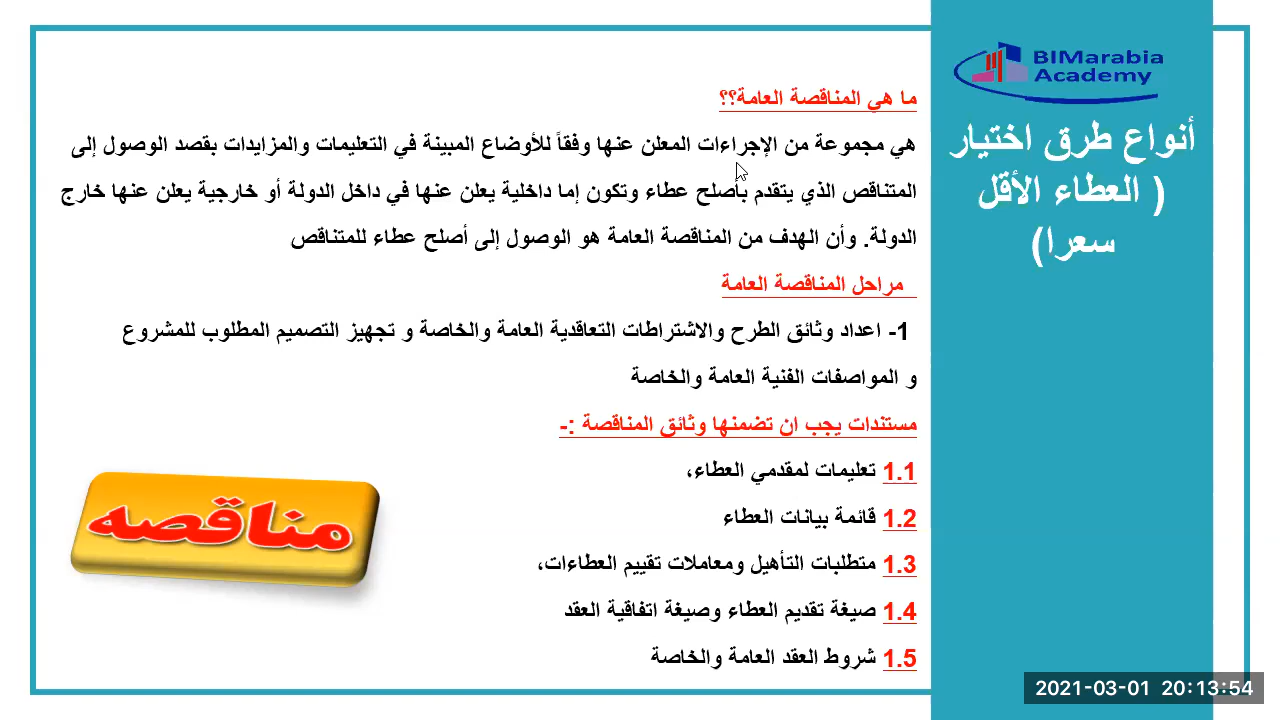 BIMarabia
Academy
أنواع طرق اختيار
( العطاء الأقل
سعرا)
ما هي المناقصة العامة؟؟
هي مجموعة من الإجراءات المعلن عنها وفقاً للأوضاع المبينة في التعليمات والمزايدات بقصد الوصول إلى
المتناقص الذي يتقدم بأصلح عطاء وتكون إما داخلية يعلن عنها في داخل الدولة أو خارجية يعلن عنها خارج
الدولة. وأن الهدف من المناقصة العامة هو الوصول إلى أصلح عطاء للمتناقص
مراحل المناقصة العامة
1- اعداد وثائق الطرح والاشتراطات التعاقدية العامة والخاصة و تجهيز التصميم المطلوب للمشروع
و المواصفات الفنية العامة والخاصة
مستندات يجب ان تضمنها وثائق المناقصة :-
1.1 تعليمات لمقدمي العطاء،
1.2 قائمة بيانات العطاء
1.3 متطلبات التأهيل ومعاملات تقييم العطاءات،
1.4 صيغة تقديم العطاء وصيغة اتفاقية العقد
1.5 شروط العقد العامة والخاصة
مناقصه
2021-03-01 20:13:54